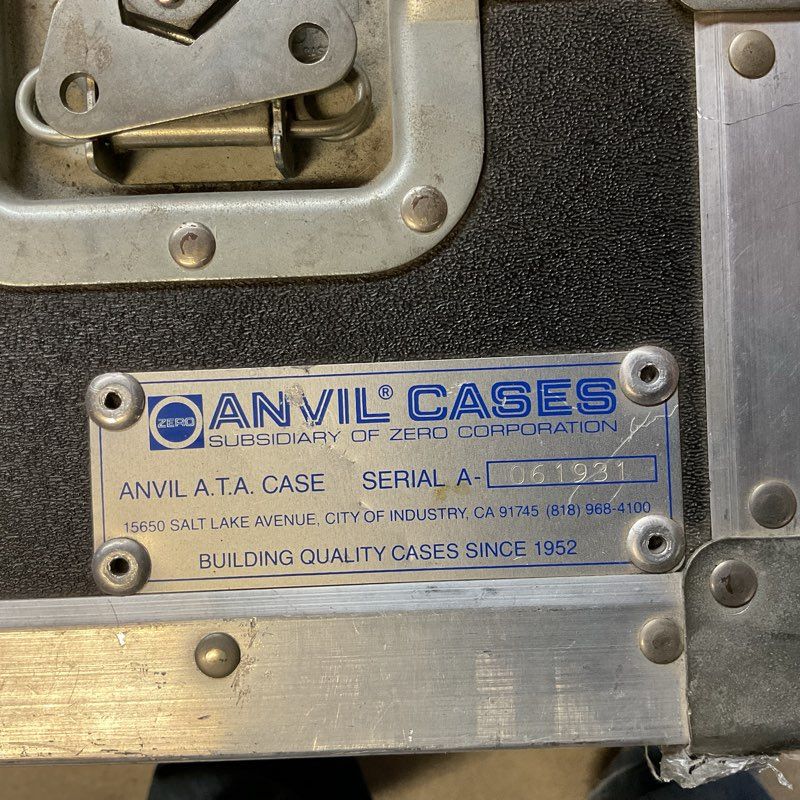 ZERO ANVIL® CASES
SUBSIDIARY OF ZERO CORPORATION
ANVIL A.T.A. CASE SERIAL A- 061931
15650 SALT LAKE AVENUE, CITY OF INDUSTRY, CA 91745 (818) 968-4100
BUILDING QUALITY CASES SINCE 1952